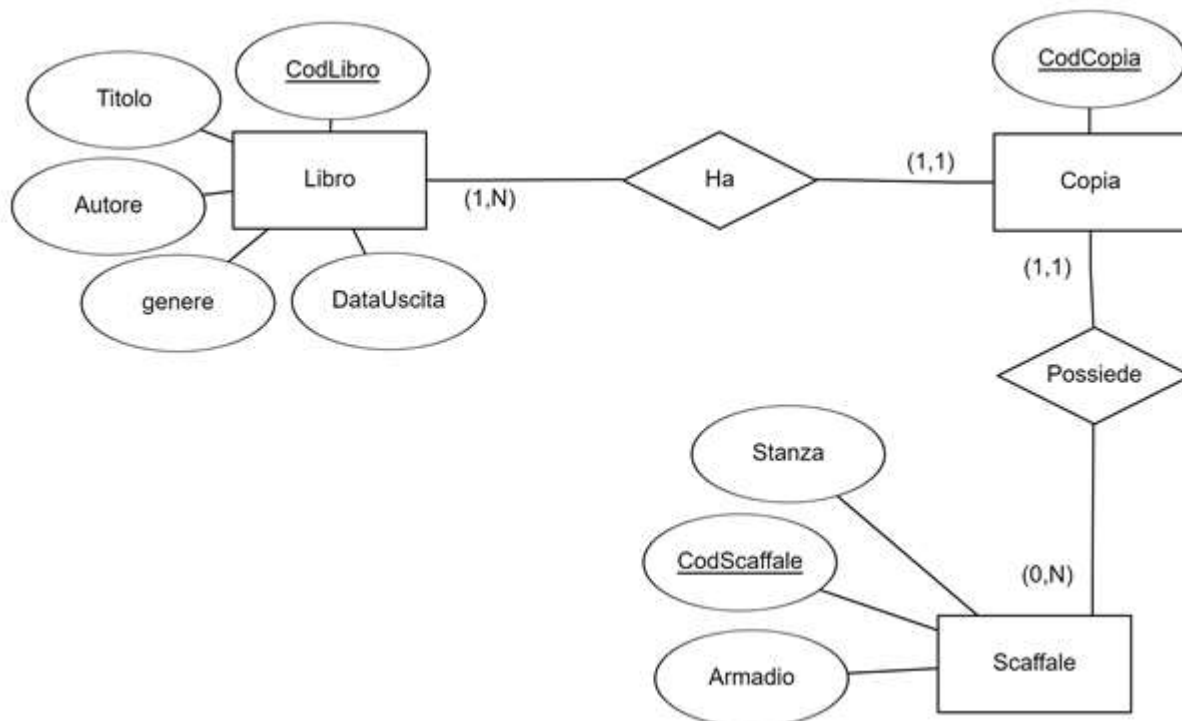 CodLibro
CodCopia
Titolo
Libro
Ha
Copia
(1,N)
(1,1)
Autore
genere
DataUscita
(1,1)
Possiede
Stanza
CodScaffale
(0,N)
Armadio
Scaffale